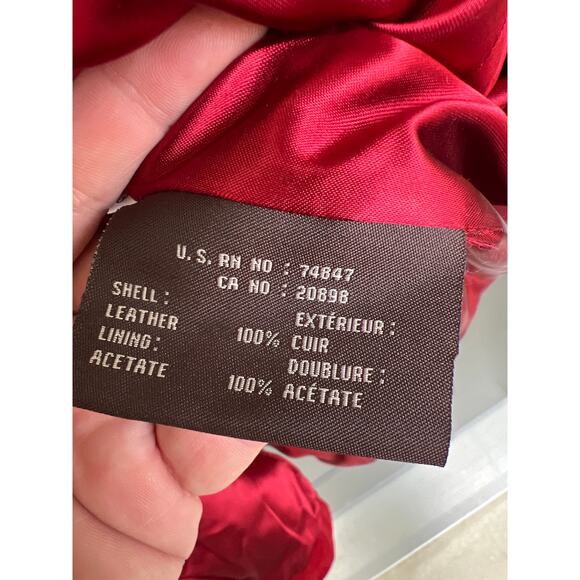 U.S. RN NO : 74847
CA NO : 20898
SHELL : EXTÉRIEUR :
LEATHER 100% CUIR
LINING : DOUBLURE :
ACETATE 100% ACÉTATE